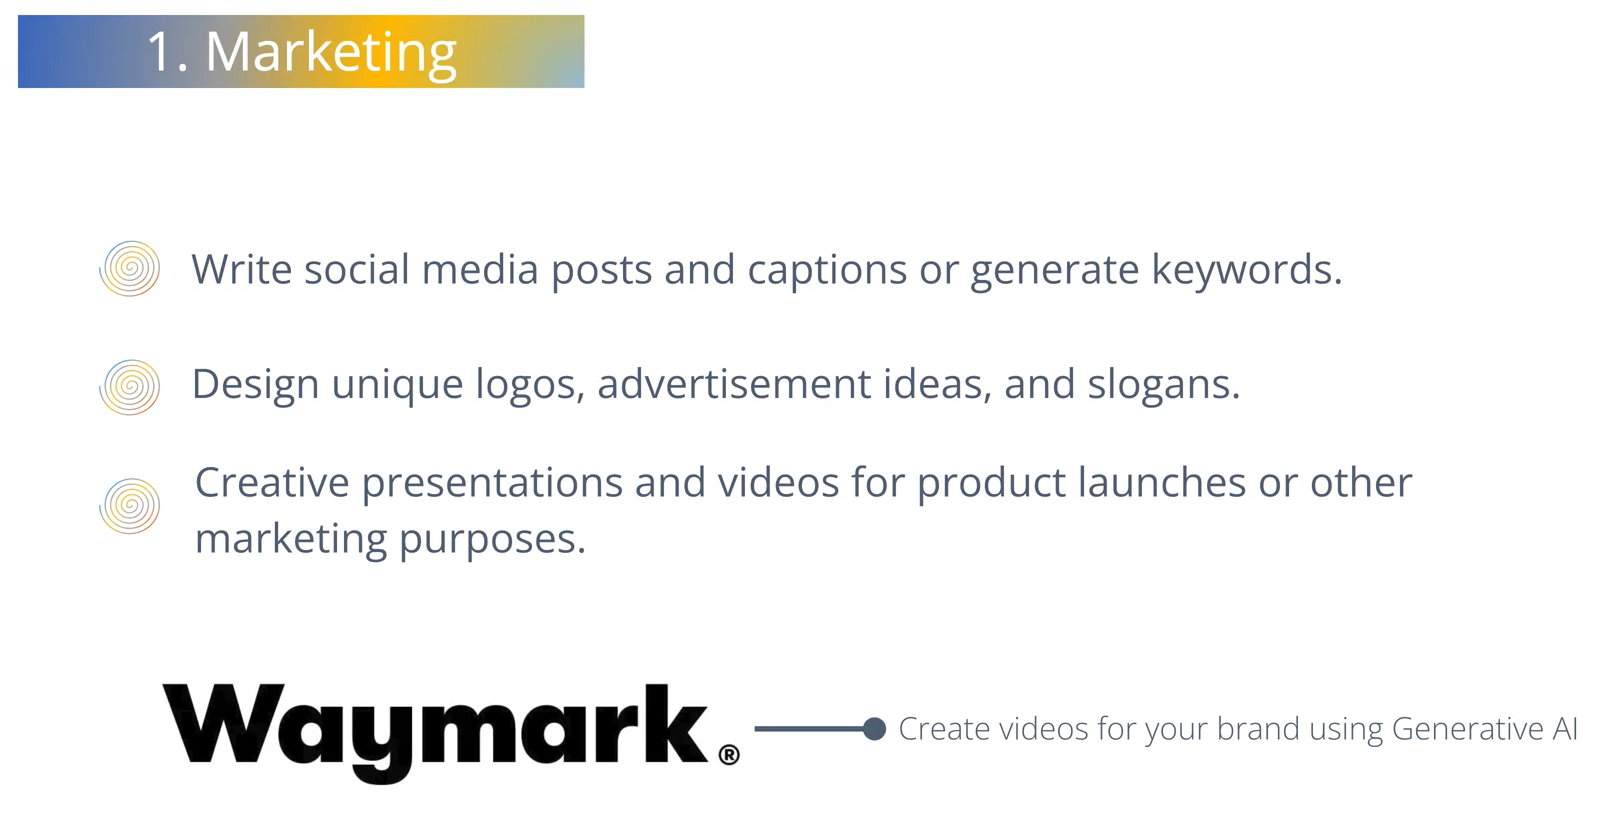 1. Marketing
Write social media posts and captions or generate keywords.
Design unique logos, advertisement ideas, and slogans.
Creative presentations and videos for product launches or other
marketing purposes.
Waymark®
Create videos for your brand using Generative AI